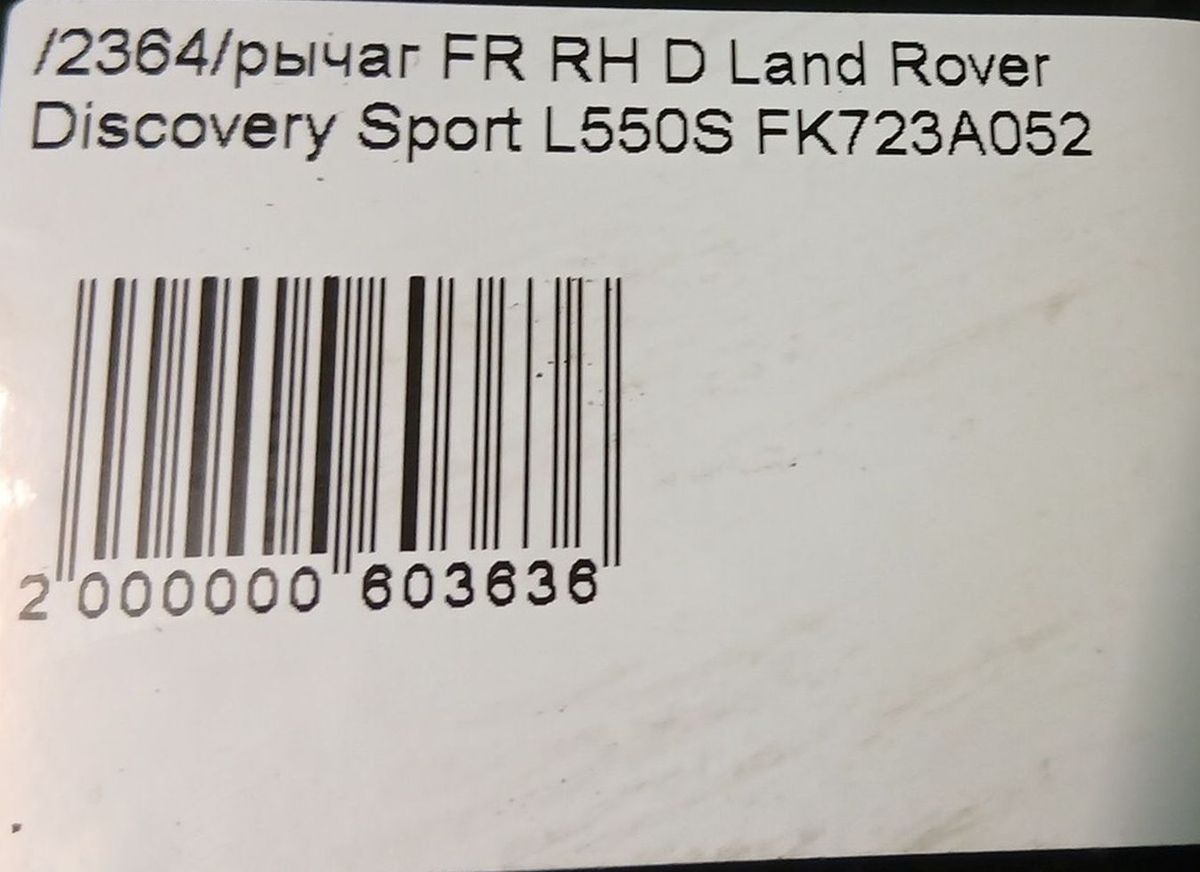 /2364/рычаг FR RH D Land Rover
Discovery Sport L550S FK723A052
2 000000 603636